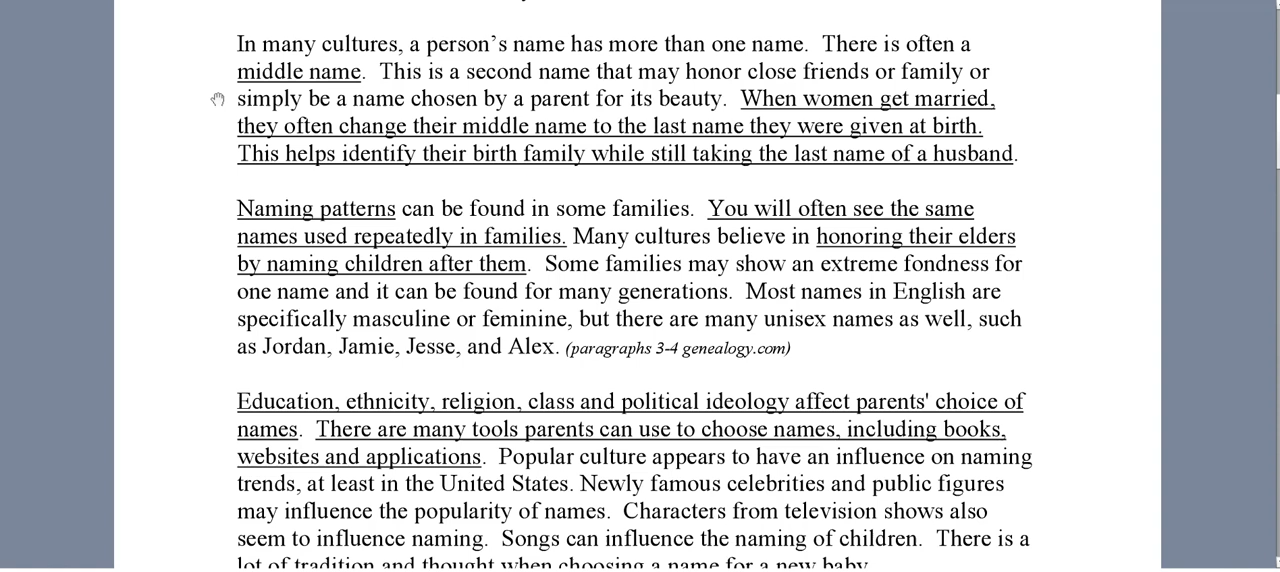 In many cultures, a person’s name has more than one name.  There is often a
middle name.  This is a second name that may honor close friends or family or
simply be a name chosen by a parent for its beauty.  When women get married,
they often change their middle name to the last name they were given at birth.
This helps identify their birth family while still taking the last name of a husband.
Naming patterns can be found in some families.  You will often see the same
names used repeatedly in families. Many cultures believe in honoring their elders
by naming children after them.  Some families may show an extreme fondness for
one name and it can be found for many generations.  Most names in English are
specifically masculine or feminine, but there are many unisex names as well, such
as Jordan, Jamie, Jesse, and Alex. (paragraphs 3-4 genealogy.com)
Education, ethnicity, religion, class and political ideology affect parents' choice of
names.  There are many tools parents can use to choose names, including books,
websites and applications.  Popular culture appears to have an influence on naming
trends, at least in the United States. Newly famous celebrities and public figures
may influence the popularity of names.  Characters from television shows also
seem to influence naming.  Songs can influence the naming of children.  There is a
lot of tradition and thought when choosing a name for a new baby